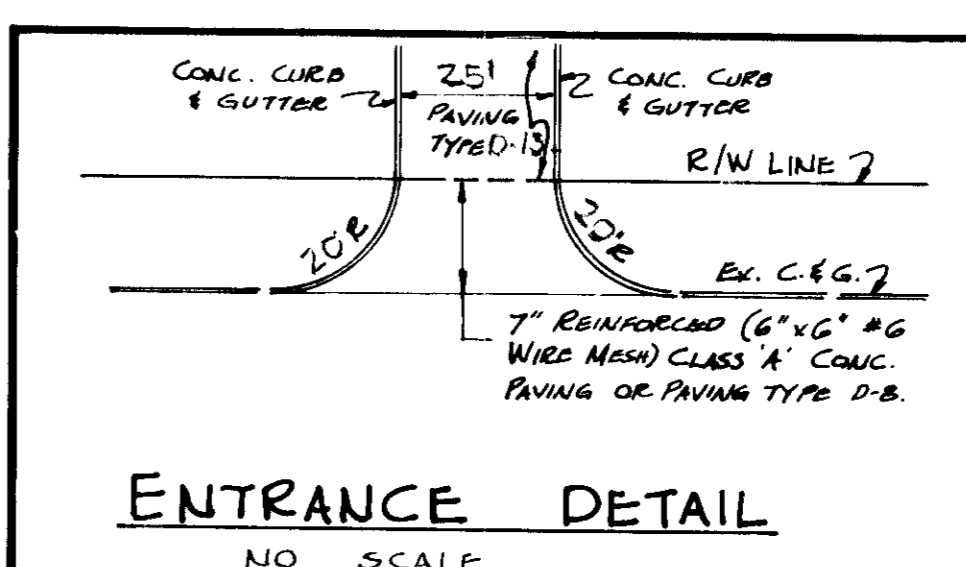 CONC. CURB
& GUTTER
25'
PAVING
TYPE D-13
CONC. CURB
& GUTTER
R/W LINE
20'R
20'R
EX. C. & G.
7" REINFORCED (6" x 6" #6
WIRE MESH) CLASS 'A' CONC.
PAVING OR PAVING TYPE D-8.
ENTRANCE DETAIL
NO SCALE